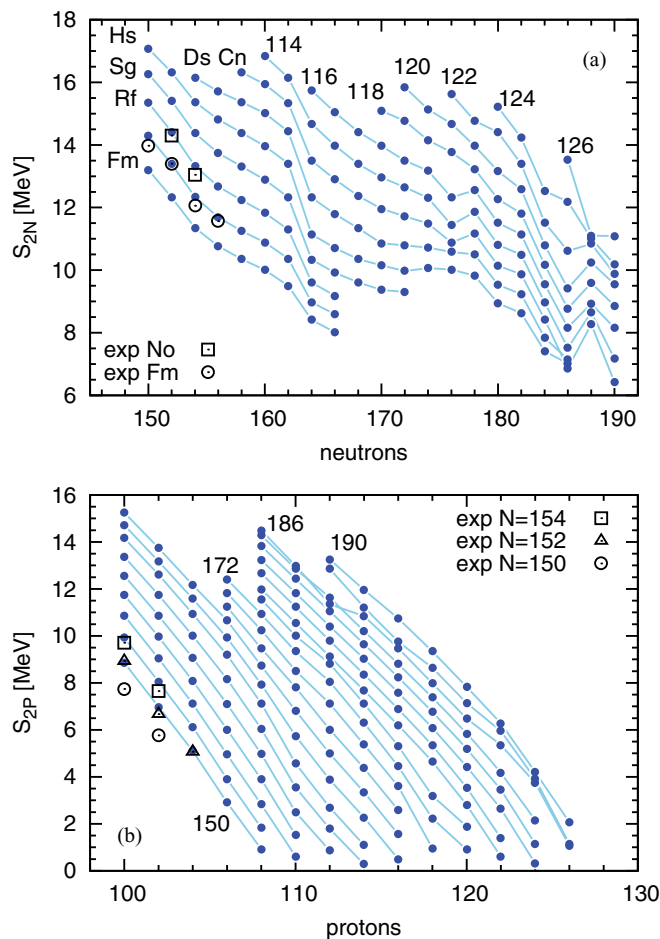 18
16
14
12
10
8
6
S2N [MeV]
Hs
Sg
Rf
Fm
Ds Cn
114
116
118
120
122
124
126
(a)
exp No
exp Fm
150 160 170 180 190
neutrons
16
14
12
10
8
6
4
2
0
S2P [MeV]
172
186
190
150
exp N=154
exp N=152
exp N=150
(b)
100 110 120 130
protons